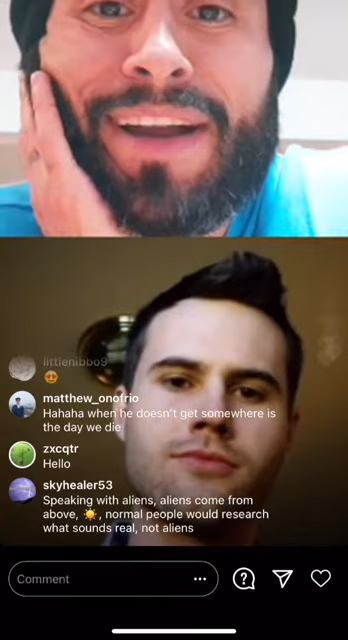 littlenibbo9
😍
matthew_onofrio
Hahaha when he doesn't get somewhere is
the day we die
zxcqtr
Hello
skyhealer53
Speaking with aliens, aliens come from
above, ☀️, normal people would research
what sounds real, not aliens
Comment